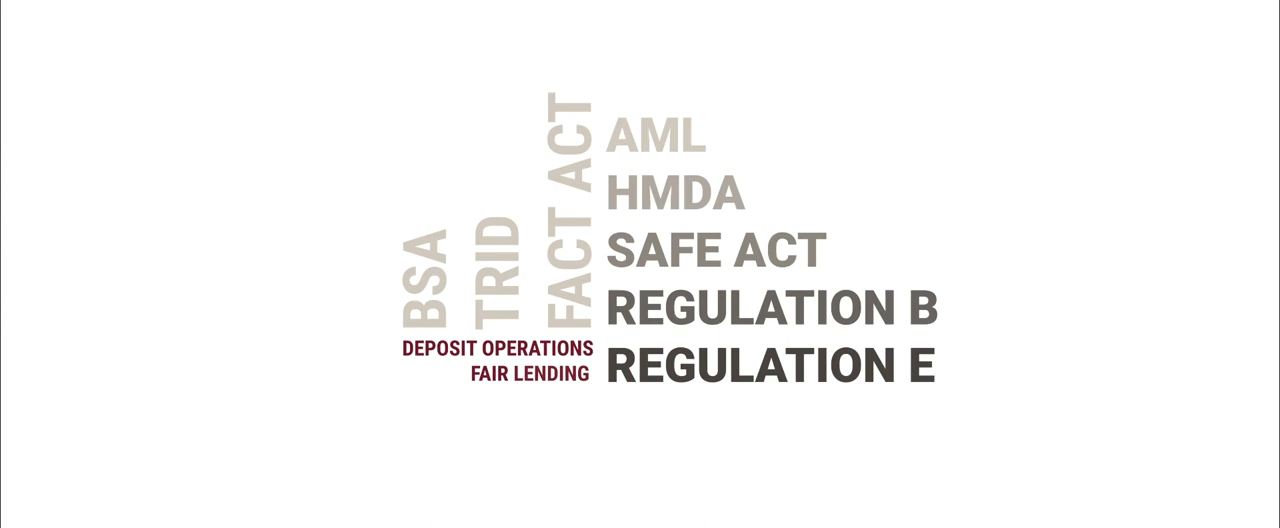 BSA
TRID
FACT ACT
AML
HMDA
SAFE ACT
REGULATION B
REGULATION E
DEPOSIT OPERATIONS
FAIR LENDING